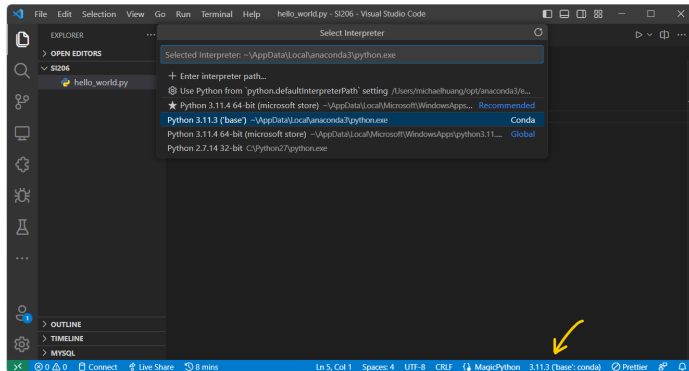 File Edit Selection View Go Run Terminal Help hello_world.py - SI206 - Visual Studio Code
EXPLORER
Select Interpreter
OPEN EDITORS
Selected Interpreter: ~\AppData\Local\anaconda3\python.exe
SI206
hello_world.py
Enter interpreter path...
Use Python from `python.defaultInterpreterPath` setting /Users/michaelhuang/opt/anaconda3/e...
Python 3.11.4 64-bit (microsoft store) ~\AppData\Local\Microsoft\WindowsApps... Recommended
Python 3.11.3 ('base') ~\AppData\Local\anaconda3\python.exe Conda
Python 3.11.4 64-bit (microsoft store) ~\AppData\Local\Microsoft\WindowsApps\python3.11.... Global
Python 2.7.14 32-bit C:\Python27\python.exe
1
OUTLINE
TIMELINE
MYSQL
0 0 Connect Live Share 8 mins Ln 5, Col 1 Spaces: 4 UTF-8 CRLF MagicPython 3.11.3 ('base': conda) Prettier